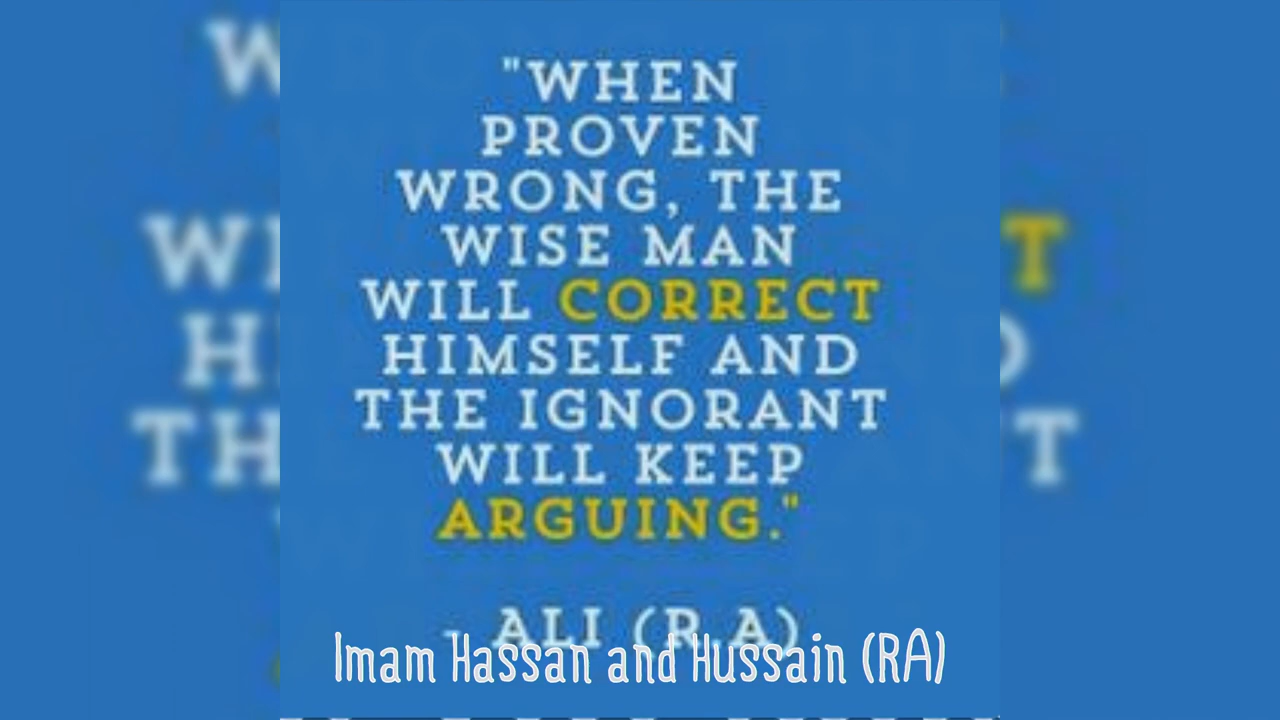 "WHEN
PROVEN
WRONG, THE
WISE MAN
WILL CORRECT
HIMSELF AND
THE IGNORANT
WILL KEEP
ARGUING."
- ALI (R.A)
Imam Hassan and Hussain (RA)